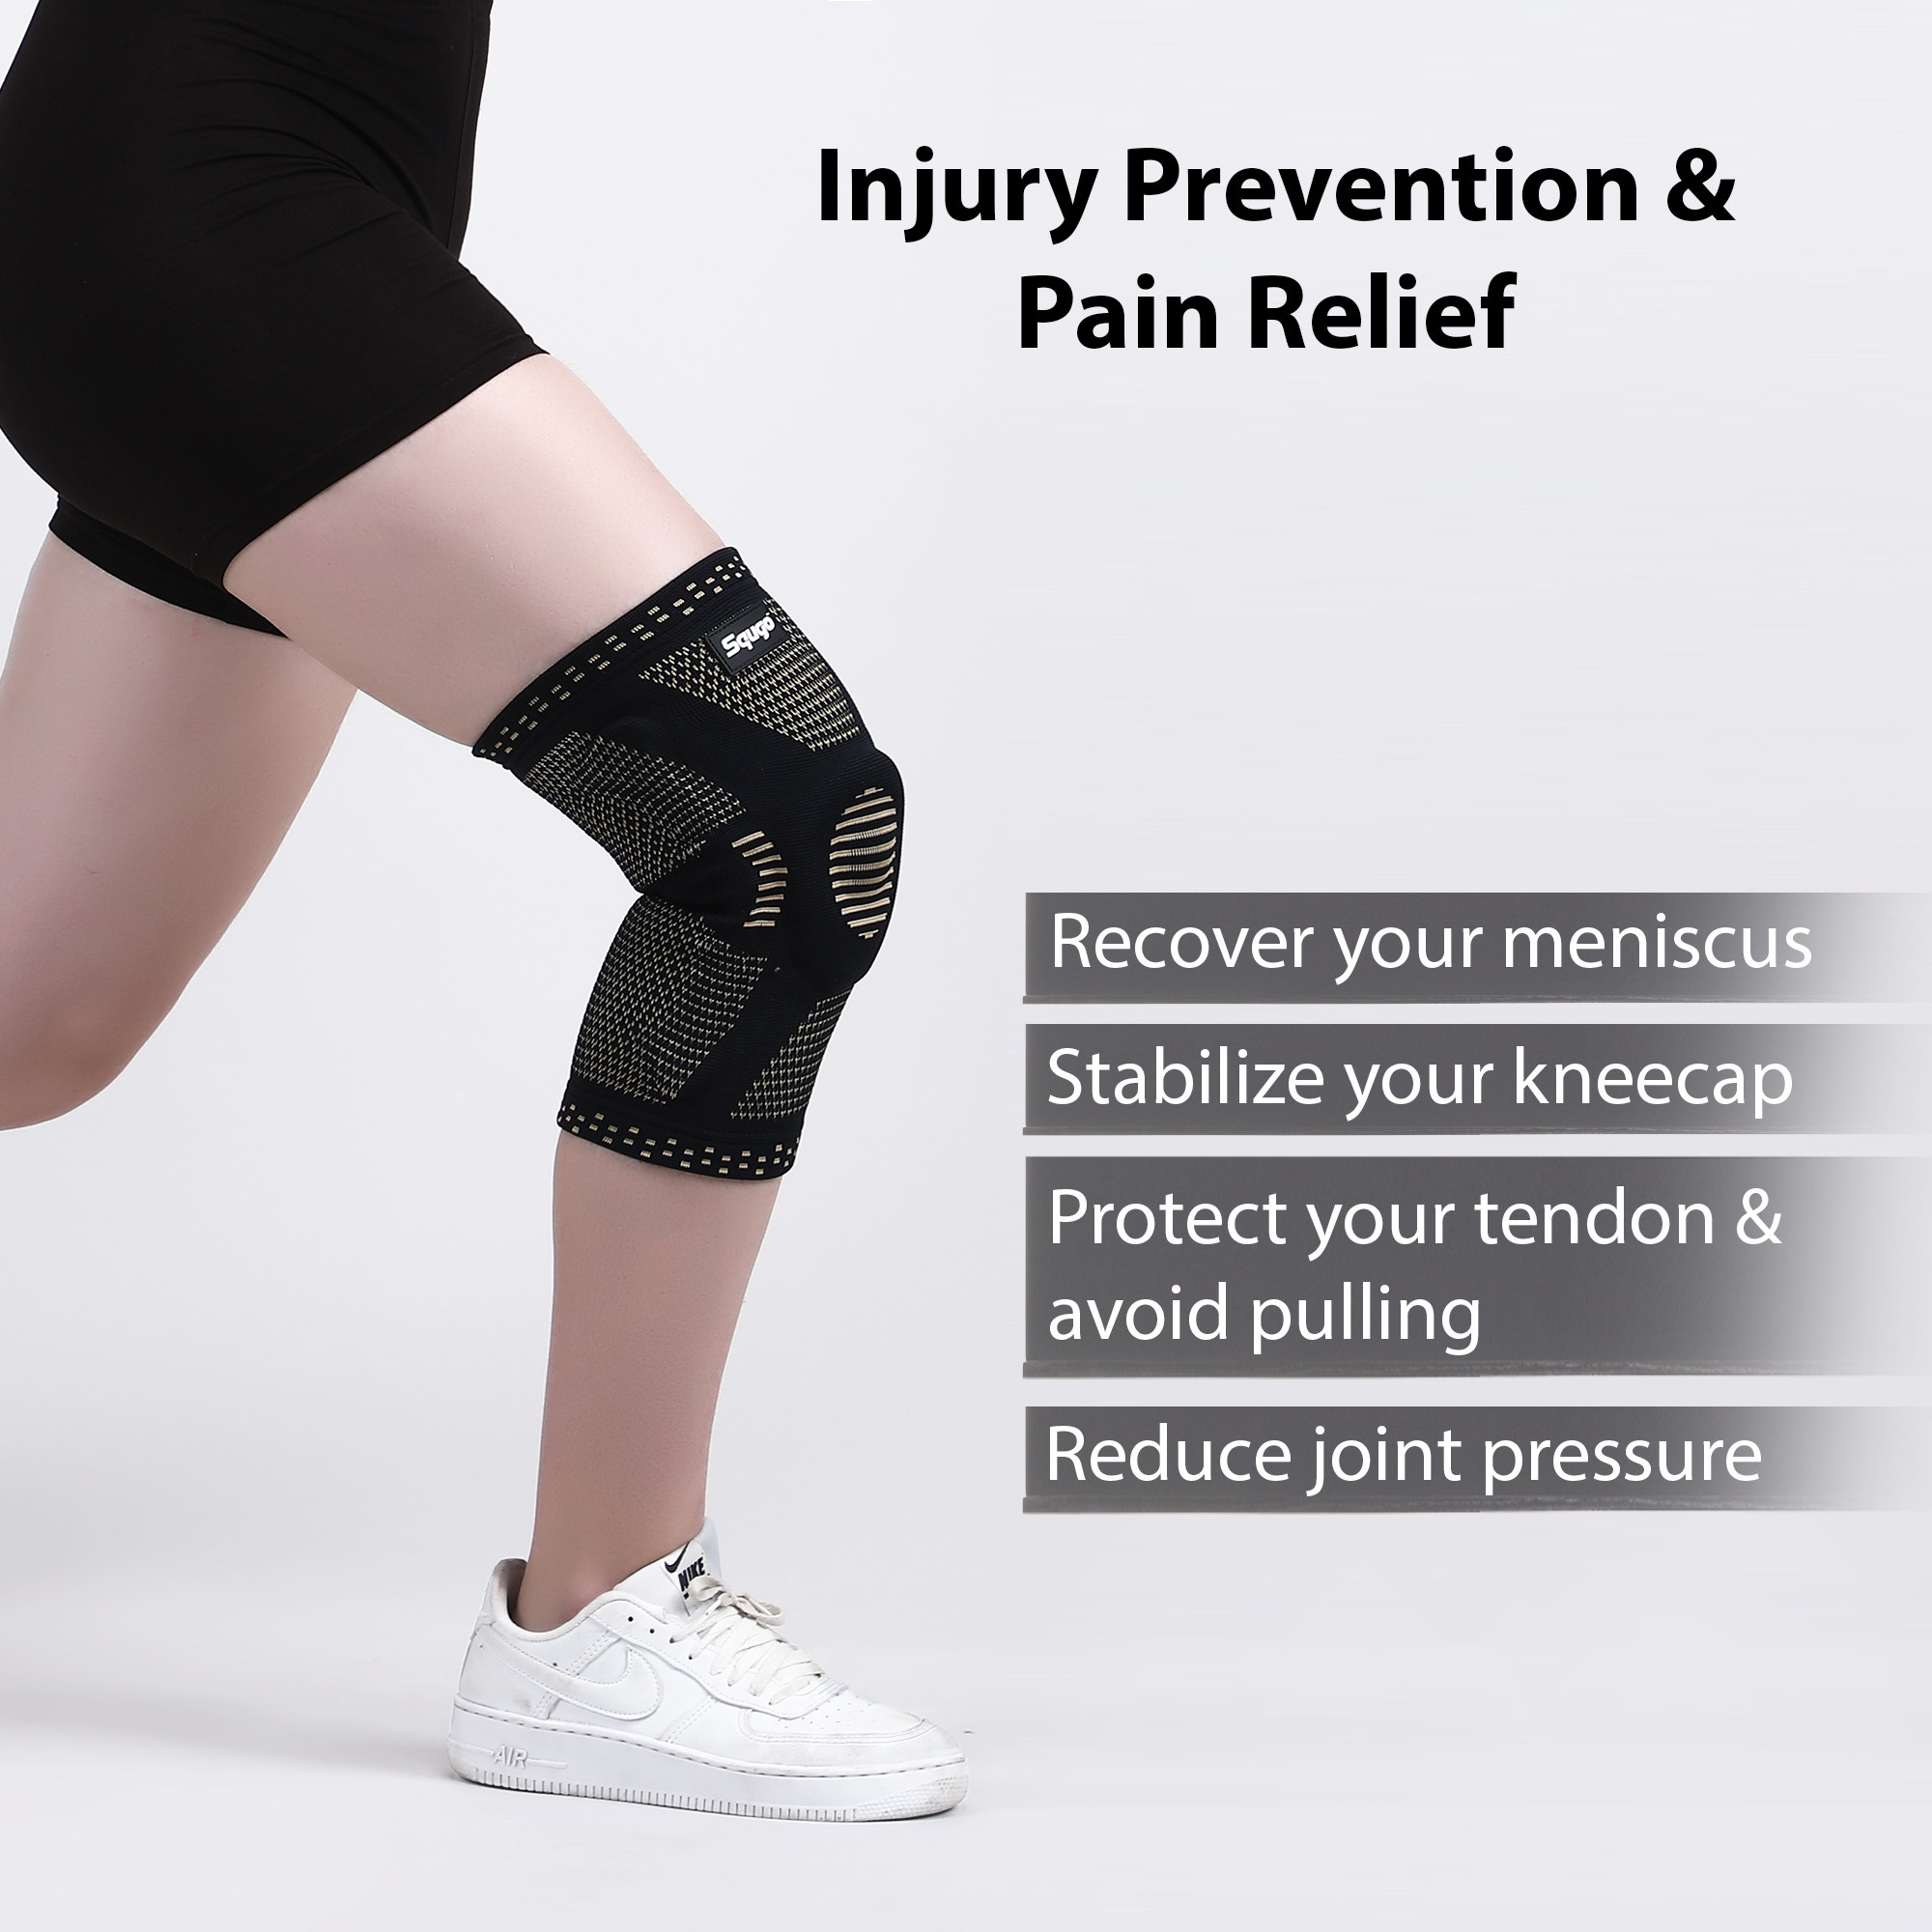 Injury Prevention &
Pain Relief
Squgo
Recover your meniscus
Stabilize your kneecap
Protect your tendon &
avoid pulling
Reduce joint pressure
NIKE
AIR